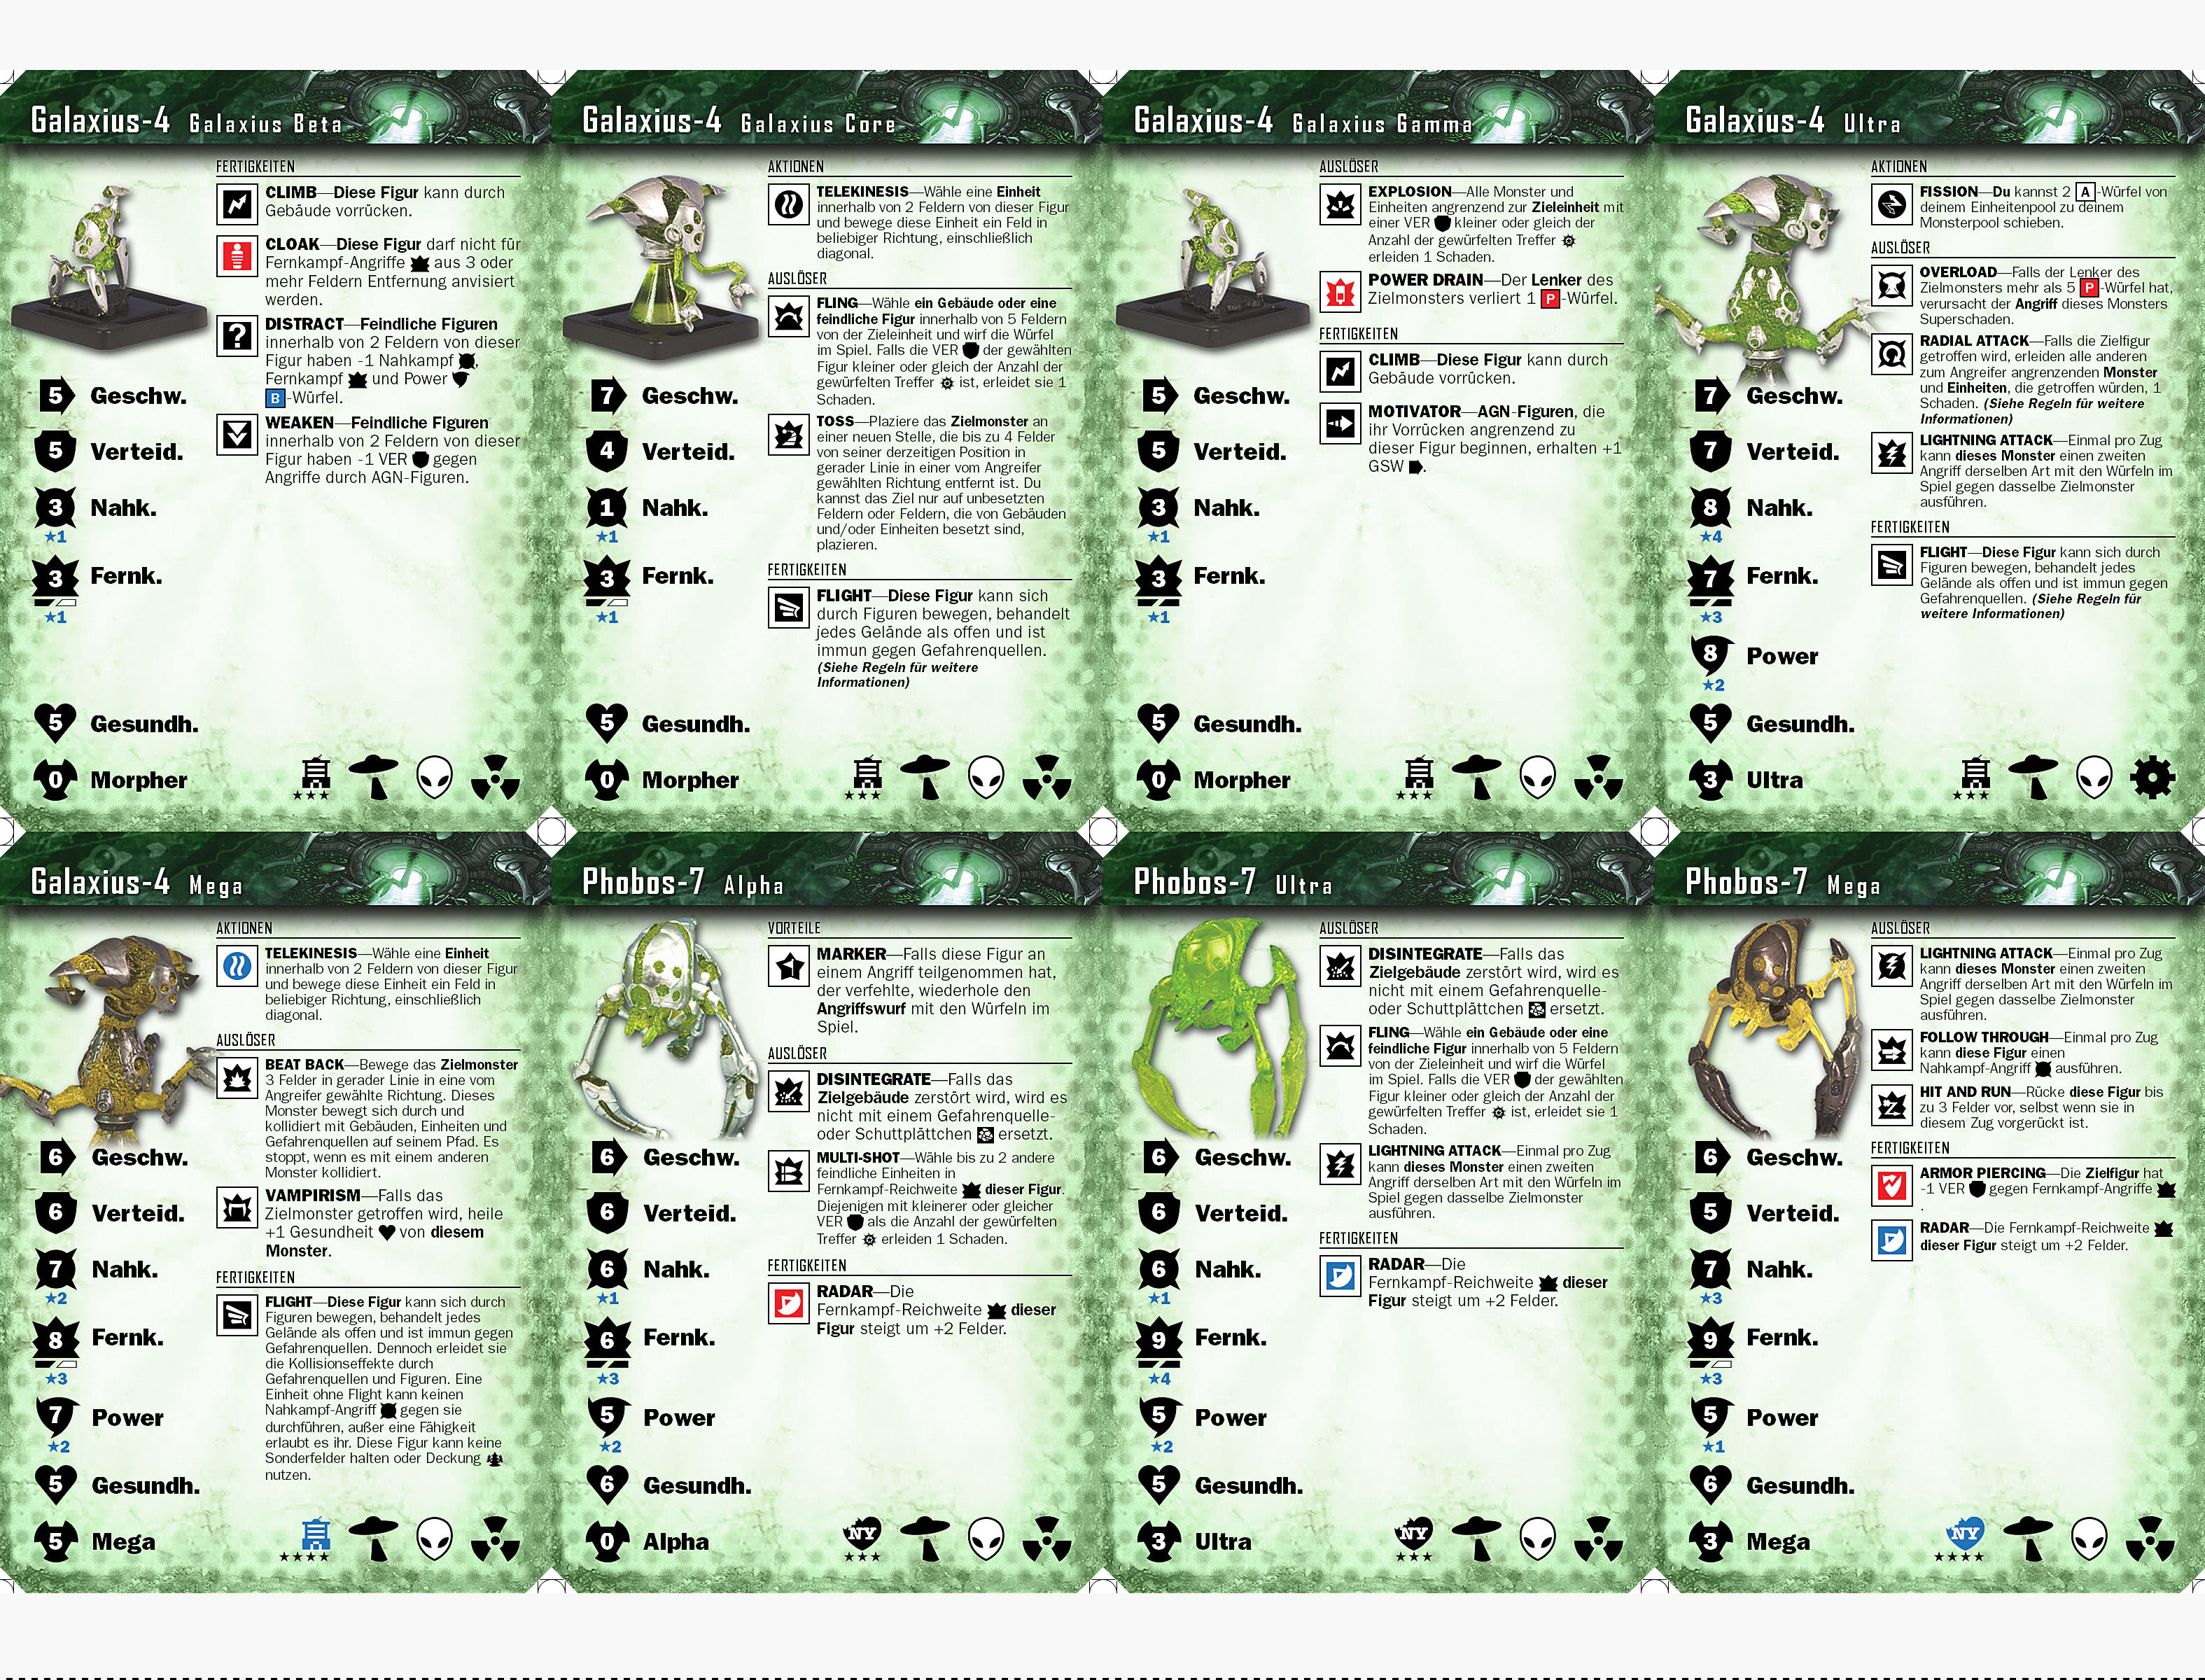 Galaxius-4 Galaxius Beta
FERTIGKEITEN
CLIMB—Diese Figur kann durch
Gebäude vorrücken.
CLOAK—Diese Figur darf nicht für
Fernkampf-Angriffe aus 3 oder
mehr Feldern Entfernung anvisiert
werden.
DISTRACT—Feindliche Figuren
innerhalb von 2 Feldern von dieser
Figur haben -1 Nahkampf ,
Fernkampf und Power
B -Würfel.
WEAKEN—Feindliche Figuren
innerhalb von 2 Feldern von dieser
Figur haben -1 VER gegen
Angriffe durch AGN-Figuren.
5 Geschw.
5 Verteid.
3 Nahk.
★1
3 Fernk.
★1
5 Gesundh.
0 Morpher
★★★
Galaxius-4 Galaxius Core
AKTIONEN
TELEKINESIS—Wähle eine Einheit
innerhalb von 2 Feldern von dieser Figur
und bewege diese Einheit ein Feld in
beliebiger Richtung, einschließlich
diagonal.
AUSLÖSER
FLING—Wähle ein Gebäude oder eine
feindliche Figur innerhalb von 5 Feldern
von der Zieleinheit und wirf die Würfel
im Spiel. Falls die VER der gewählten
Figur kleiner oder gleich der Anzahl der
gewürfelten Treffer ist, erleidet sie 1
Schaden.
TOSS—Plaziere das Zielmonster an
einer neuen Stelle, die bis zu 4 Felder
von seiner derzeitigen Position in
gerader Linie in einer vom Angreifer
gewählten Richtung entfernt ist. Du
kannst das Ziel nur auf unbesetzten
Feldern oder Feldern, die von Gebäuden
und/oder Einheiten besetzt sind,
plazieren.
FERTIGKEITEN
FLIGHT—Diese Figur kann sich
durch Figuren bewegen, behandelt
jedes Gelände als offen und ist
immun gegen Gefahrenquellen.
(Siehe Regeln für weitere
Informationen)
7 Geschw.
4 Verteid.
1 Nahk.
★1
3 Fernk.
★1
5 Gesundh.
0 Morpher
★★★
Galaxius-4 Galaxius Gamma
AUSLÖSER
EXPLOSION—Alle Monster und
Einheiten angrenzend zur Zieleinheit mit
einer VER kleiner oder gleich der
Anzahl der gewürfelten Treffer
erleiden 1 Schaden.
POWER DRAIN—Der Lenker des
Zielmonsters verliert 1 P -Würfel.
FERTIGKEITEN
CLIMB—Diese Figur kann durch
Gebäude vorrücken.
MOTIVATOR—AGN-Figuren, die
ihr Vorrücken angrenzend zu
dieser Figur beginnen, erhalten +1
GSW .
5 Geschw.
5 Verteid.
3 Nahk.
★1
3 Fernk.
★1
5 Gesundh.
0 Morpher
★★★
Galaxius-4 Ultra
AKTIONEN
FISSION—Du kannst 2 A -Würfel von
deinem Einheitenpool zu deinem
Monsterpool schieben.
AUSLÖSER
OVERLOAD—Falls der Lenker des
Zielmonsters mehr als 5 P -Würfel hat,
verursacht der Angriff dieses Monsters
Superschaden.
RADIAL ATTACK—Falls die Zielfigur
getroffen wird, erleiden alle anderen
zum Angreifer angrenzenden Monster
und Einheiten, die getroffen würden, 1
Schaden. (Siehe Regeln für weitere
Informationen)
LIGHTNING ATTACK—Einmal pro Zug
kann dieses Monster einen zweiten
Angriff derselben Art mit den Würfeln im
Spiel gegen dasselbe Zielmonster
ausführen.
FERTIGKEITEN
FLIGHT—Diese Figur kann sich durch
Figuren bewegen, behandelt jedes
Gelände als offen und ist immun gegen
Gefahrenquellen. (Siehe Regeln für
weitere Informationen)
7 Geschw.
7 Verteid.
8 Nahk.
★4
7 Fernk.
★3
8 Power
★2
5 Gesundh.
3 Ultra
★★★
Galaxius-4 Mega
AKTIONEN
TELEKINESIS—Wähle eine Einheit
innerhalb von 2 Feldern von dieser Figur
und bewege diese Einheit ein Feld in
beliebiger Richtung, einschließlich
diagonal.
AUSLÖSER
BEAT BACK—Bewege das Zielmonster
3 Felder in gerader Linie in eine vom
Angreifer gewählte Richtung. Dieses
Monster bewegt sich durch und
kollidiert mit Gebäuden, Einheiten und
Gefahrenquellen auf seinem Pfad. Es
stoppt, wenn es mit einem anderen
Monster kollidiert.
VAMPIRISM—Falls das
Zielmonster getroffen wird, heile
+1 Gesundheit von diesem
Monster.
FERTIGKEITEN
FLIGHT—Diese Figur kann sich durch
Figuren bewegen, behandelt jedes
Gelände als offen und ist immun gegen
Gefahrenquellen. Dennoch erleidet sie
die Kollisionseffekte durch
Gefahrenquellen und Figuren. Eine
Einheit ohne Flight kann keinen
Nahkampf-Angriff gegen sie
durchführen, außer eine Fähigkeit
erlaubt es ihr. Diese Figur kann keine
Sonderfelder halten oder Deckung
nutzen.
6 Geschw.
6 Verteid.
7 Nahk.
★2
8 Fernk.
★3
7 Power
★2
5 Gesundh.
5 Mega
★★★★
Phobos-7 Alpha
VORTEILE
MARKER—Falls diese Figur an
einem Angriff teilgenommen hat,
der verfehlte, wiederhole den
Angriffswurf mit den Würfeln im
Spiel.
AUSLÖSER
DISINTEGRATE—Falls das
Zielgebäude zerstört wird, wird es
nicht mit einem Gefahrenquelle-
oder Schuttplättchen ersetzt.
MULTI-SHOT—Wähle bis zu 2 andere
feindliche Einheiten in
Fernkampf-Reichweite dieser Figur.
Diejenigen mit kleinerer oder gleicher
VER als die Anzahl der gewürfelten
Treffer erleiden 1 Schaden.
FERTIGKEITEN
RADAR—Die
Fernkampf-Reichweite dieser
Figur steigt um +2 Felder.
6 Geschw.
6 Verteid.
6 Nahk.
★1
6 Fernk.
★3
5 Power
★2
6 Gesundh.
0 Alpha
NY
★★★
Phobos-7 Ultra
AUSLÖSER
DISINTEGRATE—Falls das
Zielgebäude zerstört wird, wird es
nicht mit einem Gefahrenquelle-
oder Schuttplättchen ersetzt.
FLING—Wähle ein Gebäude oder eine
feindliche Figur innerhalb von 5 Feldern
von der Zieleinheit und wirf die Würfel
im Spiel. Falls die VER der gewählten
Figur kleiner oder gleich der Anzahl der
gewürfelten Treffer ist, erleidet sie 1
Schaden.
LIGHTNING ATTACK—Einmal pro Zug
kann dieses Monster einen zweiten
Angriff derselben Art mit den Würfeln im
Spiel gegen dasselbe Zielmonster
ausführen.
FERTIGKEITEN
RADAR—Die
Fernkampf-Reichweite dieser
Figur steigt um +2 Felder.
6 Geschw.
6 Verteid.
6 Nahk.
★1
9 Fernk.
★4
5 Power
★2
5 Gesundh.
3 Ultra
NY
★★★
Phobos-7 Mega
AUSLÖSER
LIGHTNING ATTACK—Einmal pro Zug
kann dieses Monster einen zweiten
Angriff derselben Art mit den Würfeln im
Spiel gegen dasselbe Zielmonster
ausführen.
FOLLOW THROUGH—Einmal pro Zug
kann diese Figur einen
Nahkampf-Angriff ausführen.
HIT AND RUN—Rücke diese Figur bis
zu 3 Felder vor, selbst wenn sie in
diesem Zug vorgerückt ist.
FERTIGKEITEN
ARMOR PIERCING—Die Zielfigur hat
-1 VER gegen Fernkampf-Angriffe
.
RADAR—Die Fernkampf-Reichweite
dieser Figur steigt um +2 Felder.
6 Geschw.
5 Verteid.
7 Nahk.
★3
9 Fernk.
★3
5 Power
★1
6 Gesundh.
3 Mega
NY
★★★★